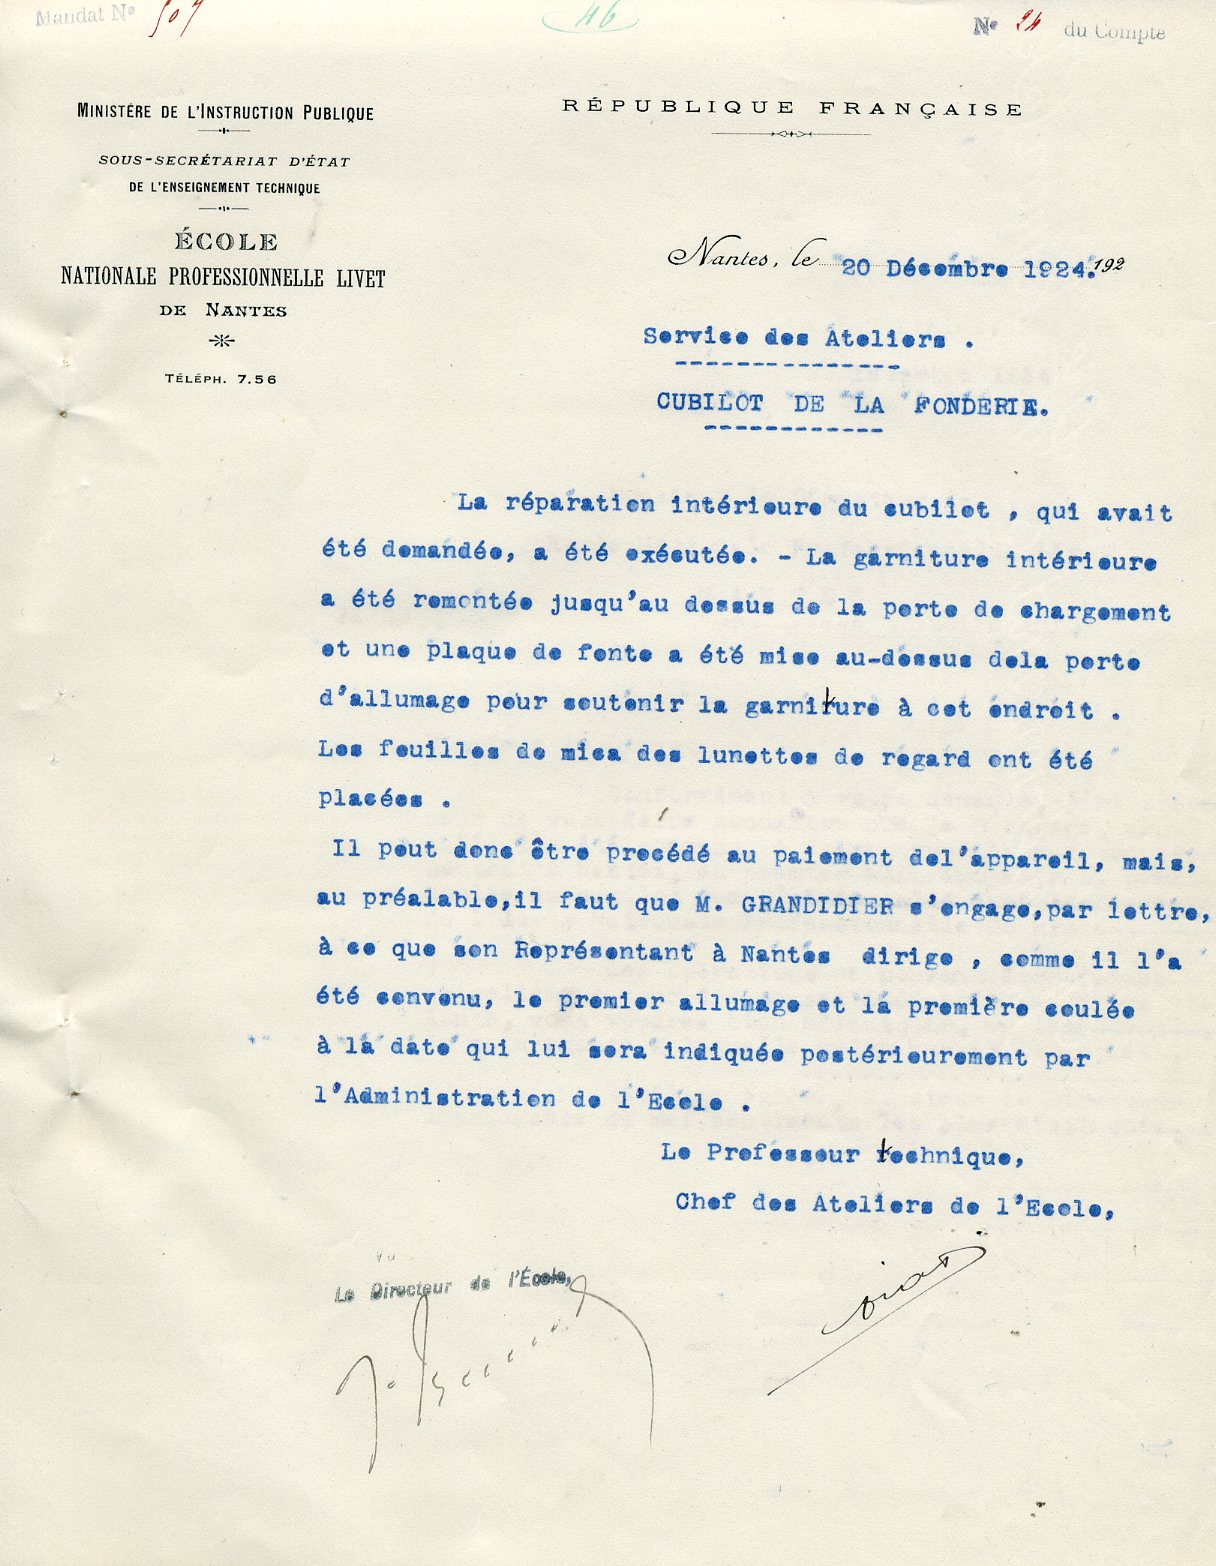 Mandat N° 507
46
N° 24 du Compte
MINISTÉRE DE L'INSTRUCTION PUBLIQUE
RÉPUBLIQUE FRANÇAISE
SOUS-SECRÉTARIAT D'ÉTAT
DE L'ENSEIGNEMENT TECHNIQUE
ÉCOLE
NATIONALE PROFESSIONNELLE LIVET
DE NANTES
TÉLÉPH. 7.56
Nantes, le 20 Décembre 1924. 192
Service des Ateliers .
CUBILOT DE LA FONDERIE.
La réparation intérieure du cubilot , qui avait
été demandée, a été exécutée. - La garniture intérieure
a été remontée jusqu'au dessus de la porte de chargement
et une plaque de fonte a été mise au-dessus dela porte
d'allumage pour soutenir la garniture à cet endroit .
Les feuilles de mica des lunettes de regard ont été
placées .
Il peut donc être procédé au paiement del'appareil, mais,
au préalable,il faut que M. GRANDIDIER s'engage,par lettre,
à ce que son Représentant à Nantes dirige , comme il l'a
été convenu, le premier allumage et la première coulée
à la date qui lui sera indiquée postérieurement par
l'Administration de l'Ecole .
Le Professeur technique,
Chef des Ateliers de l'Ecole,
Vu
Le Directeur de l'École,